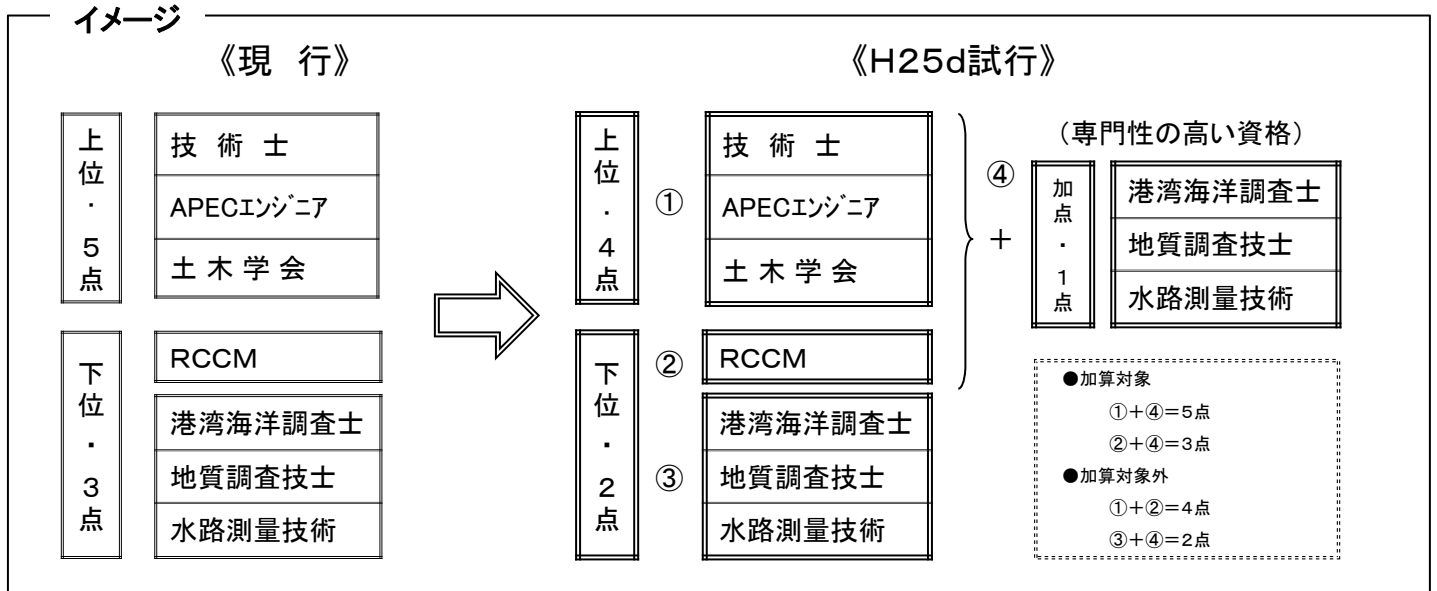 イメージ
《現 行》
上位・5点
技 術 士
APECエンジニア
土 木 学 会
下位・3点
RCCM
港湾海洋調査士
地質調査技士
水路測量技術
《H25d試行》
上位・4点
①
技 術 士
APECエンジニア
土 木 学 会
下位・2点
②
RCCM
③
港湾海洋調査士
地質調査技士
水路測量技術
④
+
(専門性の高い資格)
加点・1点
港湾海洋調査士
地質調査技士
水路測量技術
●加算対象
①+④=5点
②+④=3点
●加算対象外
①+②=4点
③+④=2点